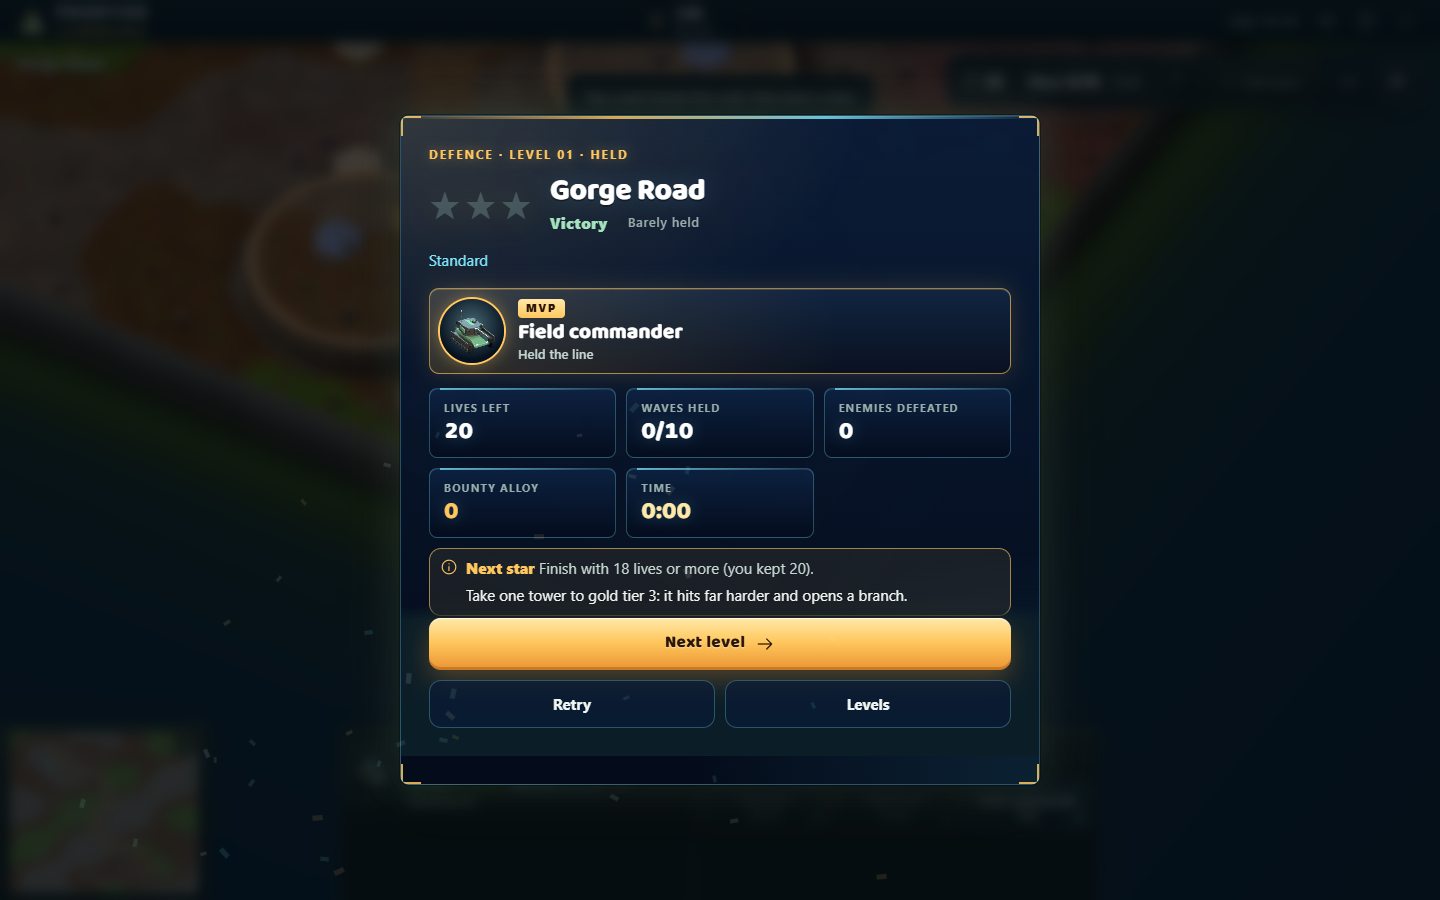 DEFENCE · LEVEL 01 · HELD
Gorge Road
Victory Barely held
Standard
MVP
Field commander
Held the line
LIVES LEFT
20
WAVES HELD
0/10
ENEMIES DEFEATED
0
BOUNTY ALLOY
0
TIME
0:00
Next star Finish with 18 lives or more (you kept 20).
Take one tower to gold tier 3: it hits far harder and opens a branch.
Next level →
Retry
Levels